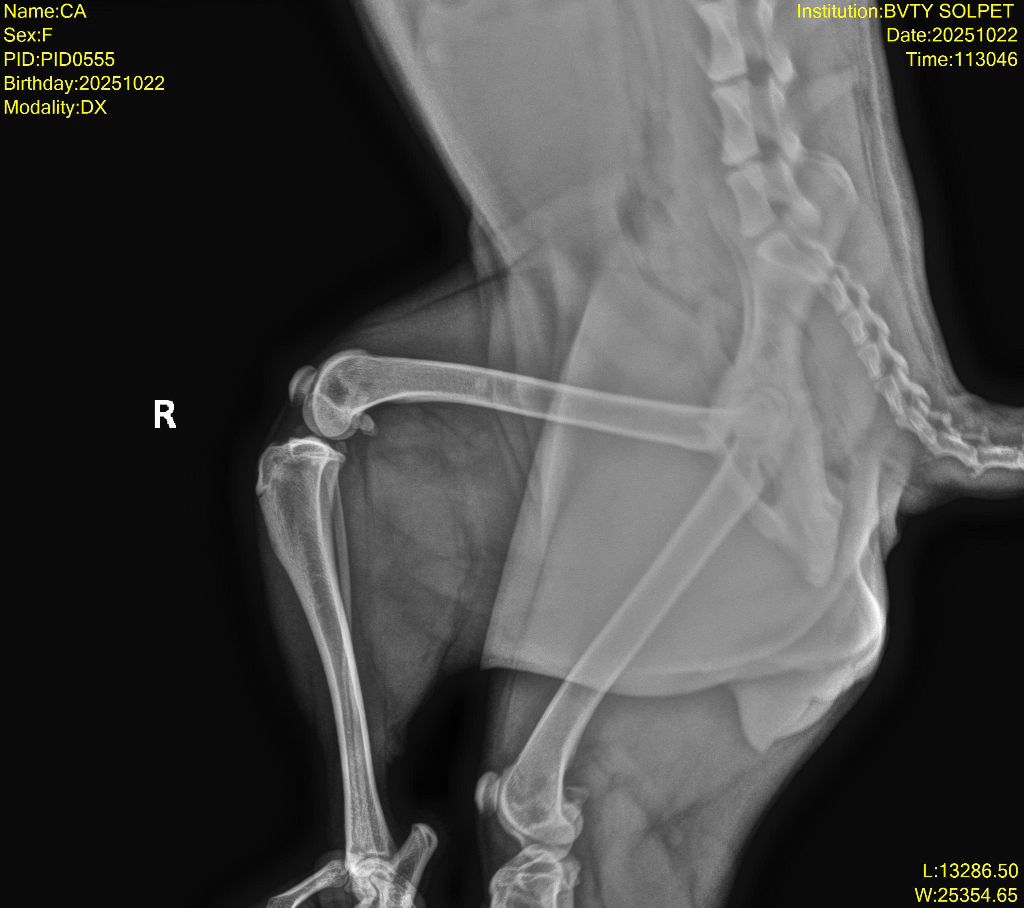 Name:CA
Sex:F
PID:PID0555
Birthday:20251022
Modality:DX
Institution:BVTY SOLPET
Date:20251022
Time:113046
R
L:13286.50
W:25354.65